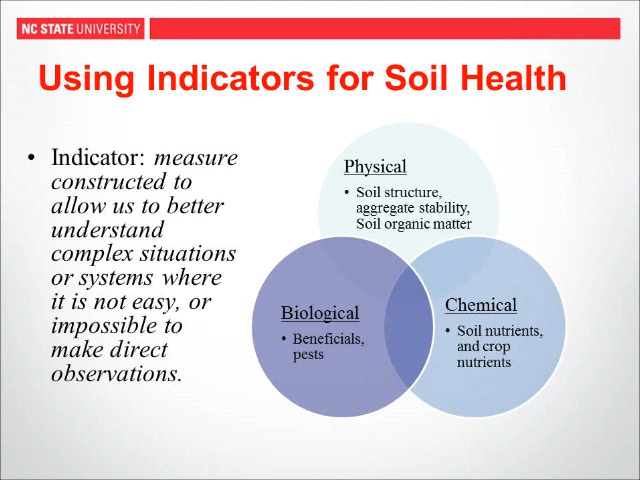 NC STATE UNIVERSITY
Using Indicators for Soil Health
• Indicator: measure
constructed to
allow us to better
understand
complex situations
or systems where
it is not easy, or
impossible to
make direct
observations.
Physical
• Soil structure,
aggregate stability,
Soil organic matter
Biological
• Beneficials,
pests
Chemical
• Soil nutrients,
and crop
nutrients